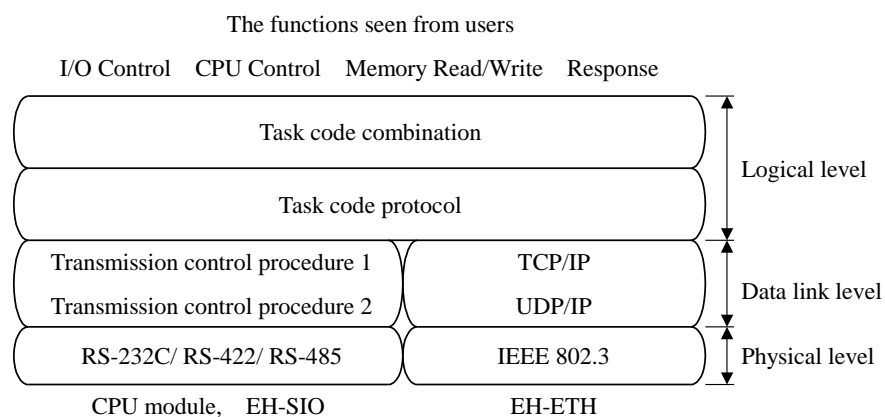 The functions seen from users
I/O Control CPU Control Memory Read/Write Response
Task code combination
Logical level
Task code protocol
Transmission control procedure 1
TCP/IP
Transmission control procedure 2
UDP/IP
Data link level
RS-232C/ RS-422/ RS-485
IEEE 802.3
Physical level
CPU module, EH-SIO
EH-ETH